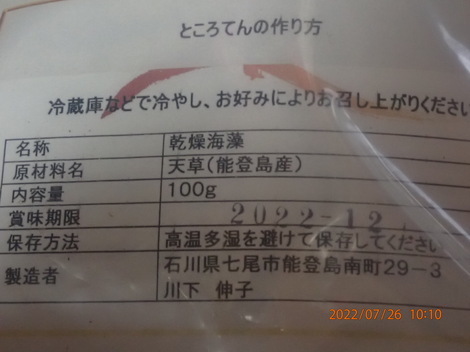 ところてんの作り方
冷蔵庫などで冷やし、お好みによりお召し上がりくださ
名称 乾燥海藻
原材料名 天草(能登島産)
内容量 100g
賞味期限 2022-12.
保存方法 高温多湿を避けて保存してください
製造者 石川県七尾市能登島南町29-3
川下 伸子
2022/07/26 10:10